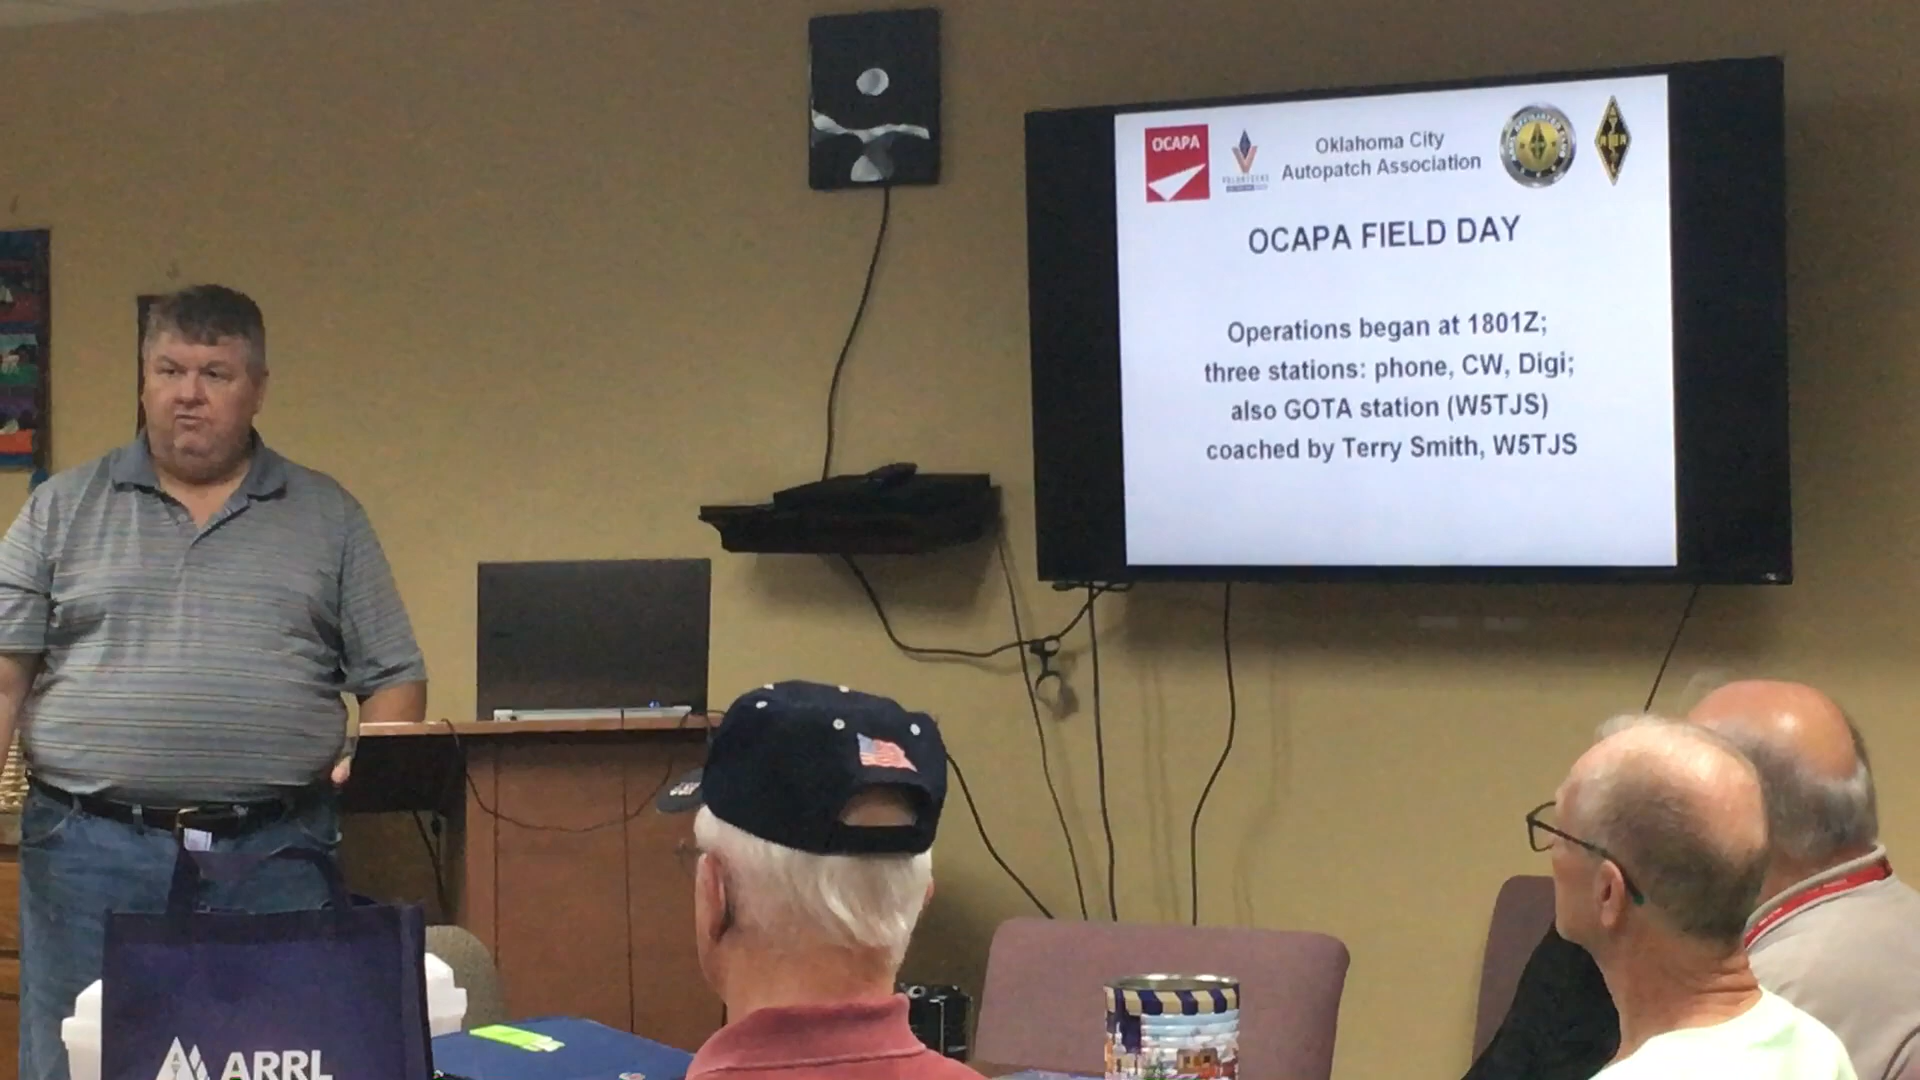 OCAPA
VOLUNTEERS
Oklahoma City
Autopatch Association
OCAPA FIELD DAY
Operations began at 1801Z;
three stations: phone, CW, Digi;
also GOTA station (W5TJS)
coached by Terry Smith, W5TJS
ARRL